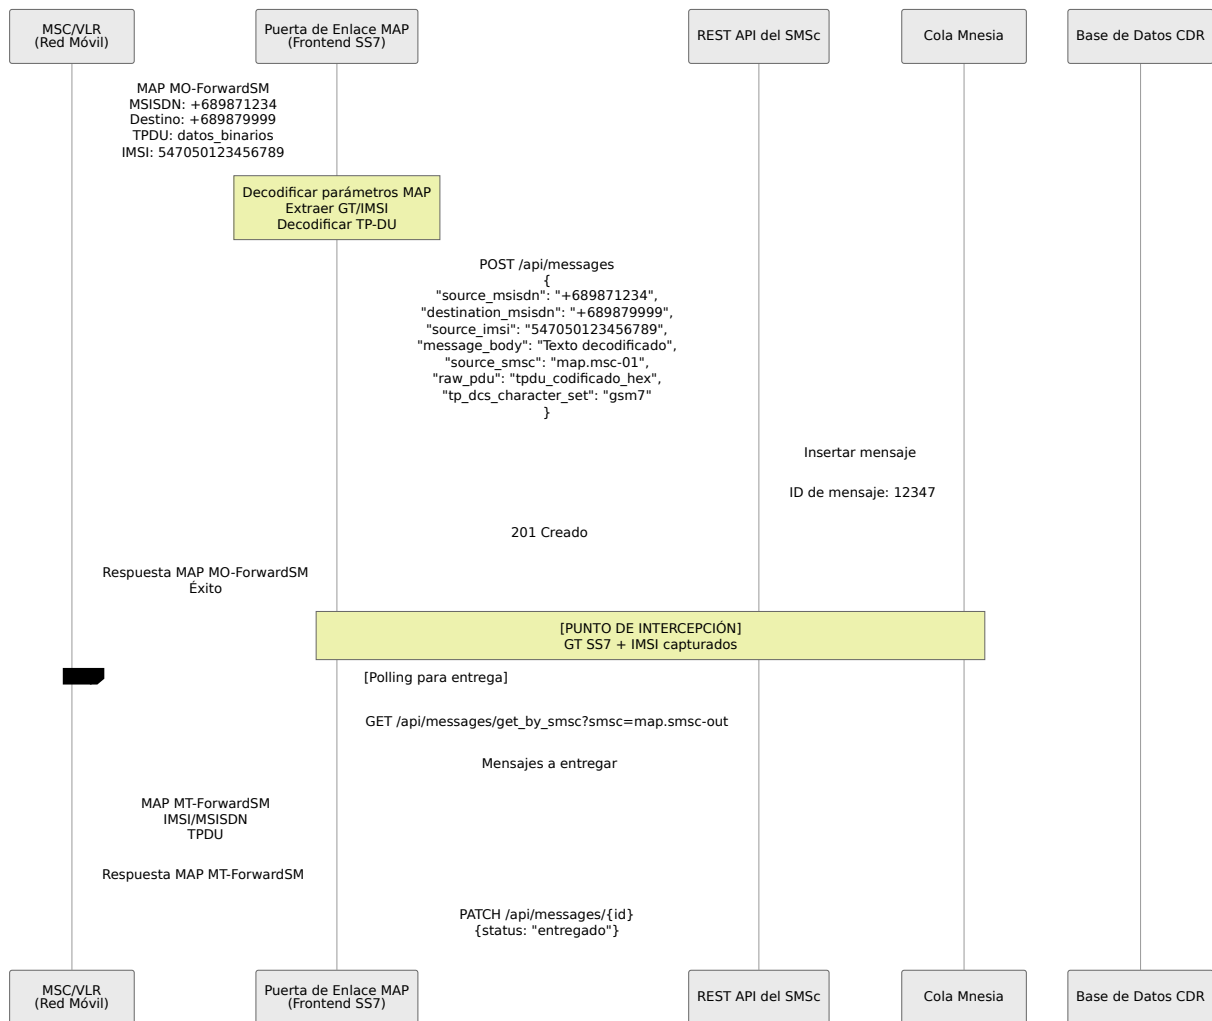 MSC/VLR
(Red Móvil)
Puerta de Enlace MAP
(Frontend SS7)
REST API del SMSc
Cola Mnesia
Base de Datos CDR
MAP MO-ForwardSM
MSISDN: +689871234
Destino: +689879999
TPDU: datos_binarios
IMSI: 547050123456789
Decodificar parámetros MAP
Extraer GT/IMSI
Decodificar TP-DU
POST /api/messages
{
"source_msisdn": "+689871234",
"destination_msisdn": "+689879999",
"source_imsi": "547050123456789",
"message_body": "Texto decodificado",
"source_smsc": "map.msc-01",
"raw_pdu": "tpdu_codificado_hex",
"tp_dcs_character_set": "gsm7"
}
Insertar mensaje
ID de mensaje: 12347
201 Creado
Respuesta MAP MO-ForwardSM
Éxito
[PUNTO DE INTERCEPCIÓN]
GT SS7 + IMSI capturados
[Polling para entrega]
GET /api/messages/get_by_smsc?smsc=map.smsc-out
Mensajes a entregar
MAP MT-ForwardSM
IMSI/MSISDN
TPDU
Respuesta MAP MT-ForwardSM
PATCH /api/messages/{id}
{status: "entregado"}
MSC/VLR
(Red Móvil)
Puerta de Enlace MAP
(Frontend SS7)
REST API del SMSc
Cola Mnesia
Base de Datos CDR